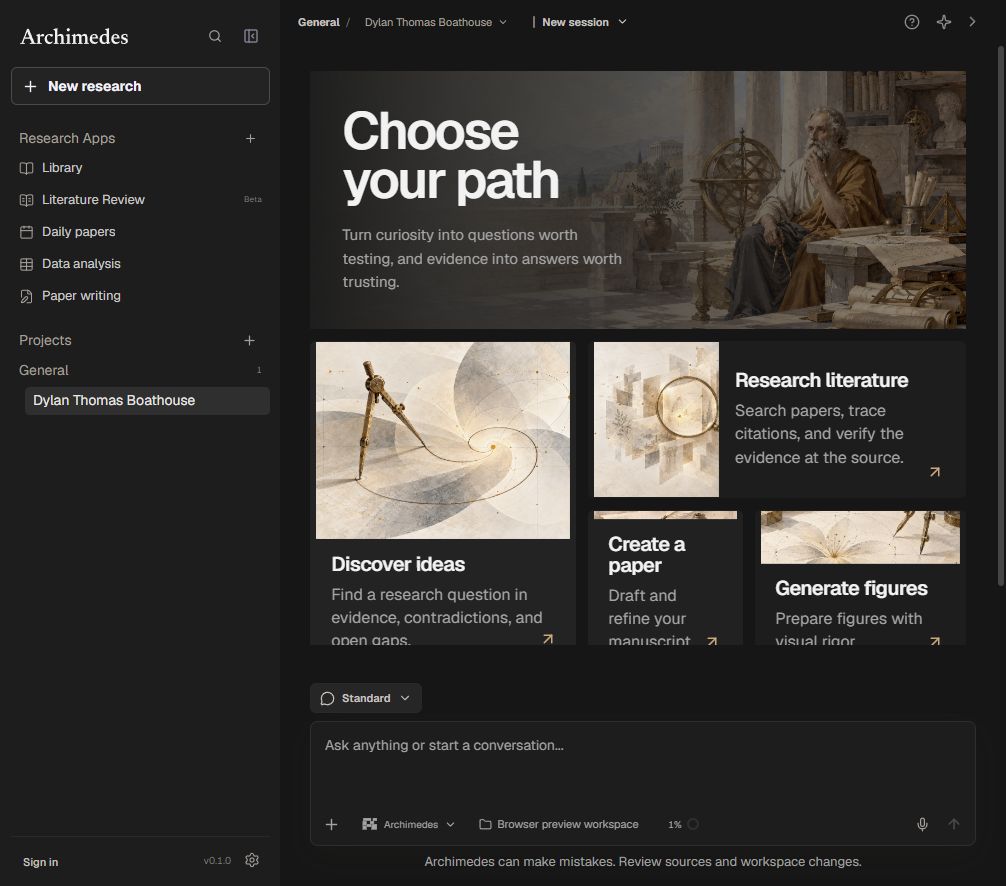 Archimedes
New research
Research Apps
Library
Literature Review Beta
Daily papers
Data analysis
Paper writing
Projects
General 1
Dylan Thomas Boathouse
Sign in v0.1.0
General / Dylan Thomas Boathouse | New session
Choose
your path
Turn curiosity into questions worth
testing, and evidence into answers worth
trusting.
Discover ideas
Find a research question in
evidence, contradictions, and
open gaps.
Research literature
Search papers, trace
citations, and verify the
evidence at the source.
Create a
paper
Draft and
refine your
manuscript
Generate figures
Prepare figures with
visual rigor
Standard
Ask anything or start a conversation...
Archimedes Browser preview workspace 1%
Archimedes can make mistakes. Review sources and workspace changes.